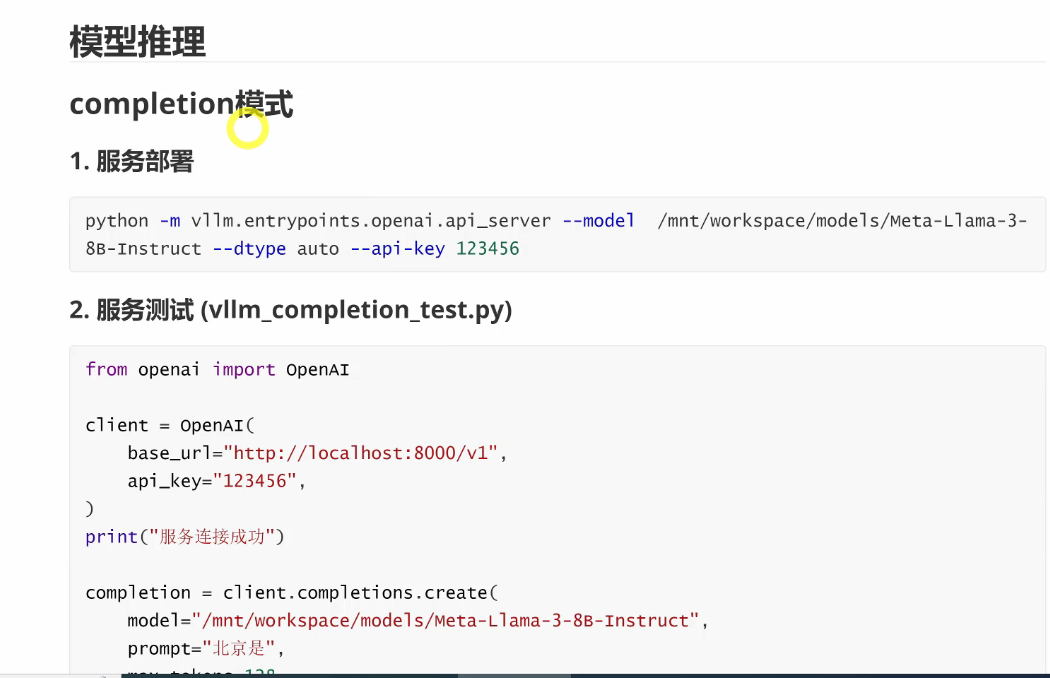 模型推理
completion模式
1. 服务部署
python -m vllm.entrypoints.openai.api_server --model  /mnt/workspace/models/Meta-Llama-3-
8B-Instruct --dtype auto --api-key 123456
2. 服务测试 (vllm_completion_test.py)
from openai import OpenAI
client = OpenAI(
    base_url="http://localhost:8000/v1",
    api_key="123456",
)
print("服务连接成功")
completion = client.completions.create(
    model="/mnt/workspace/models/Meta-Llama-3-8B-Instruct",
    prompt="北京是",
    max_tokens=128